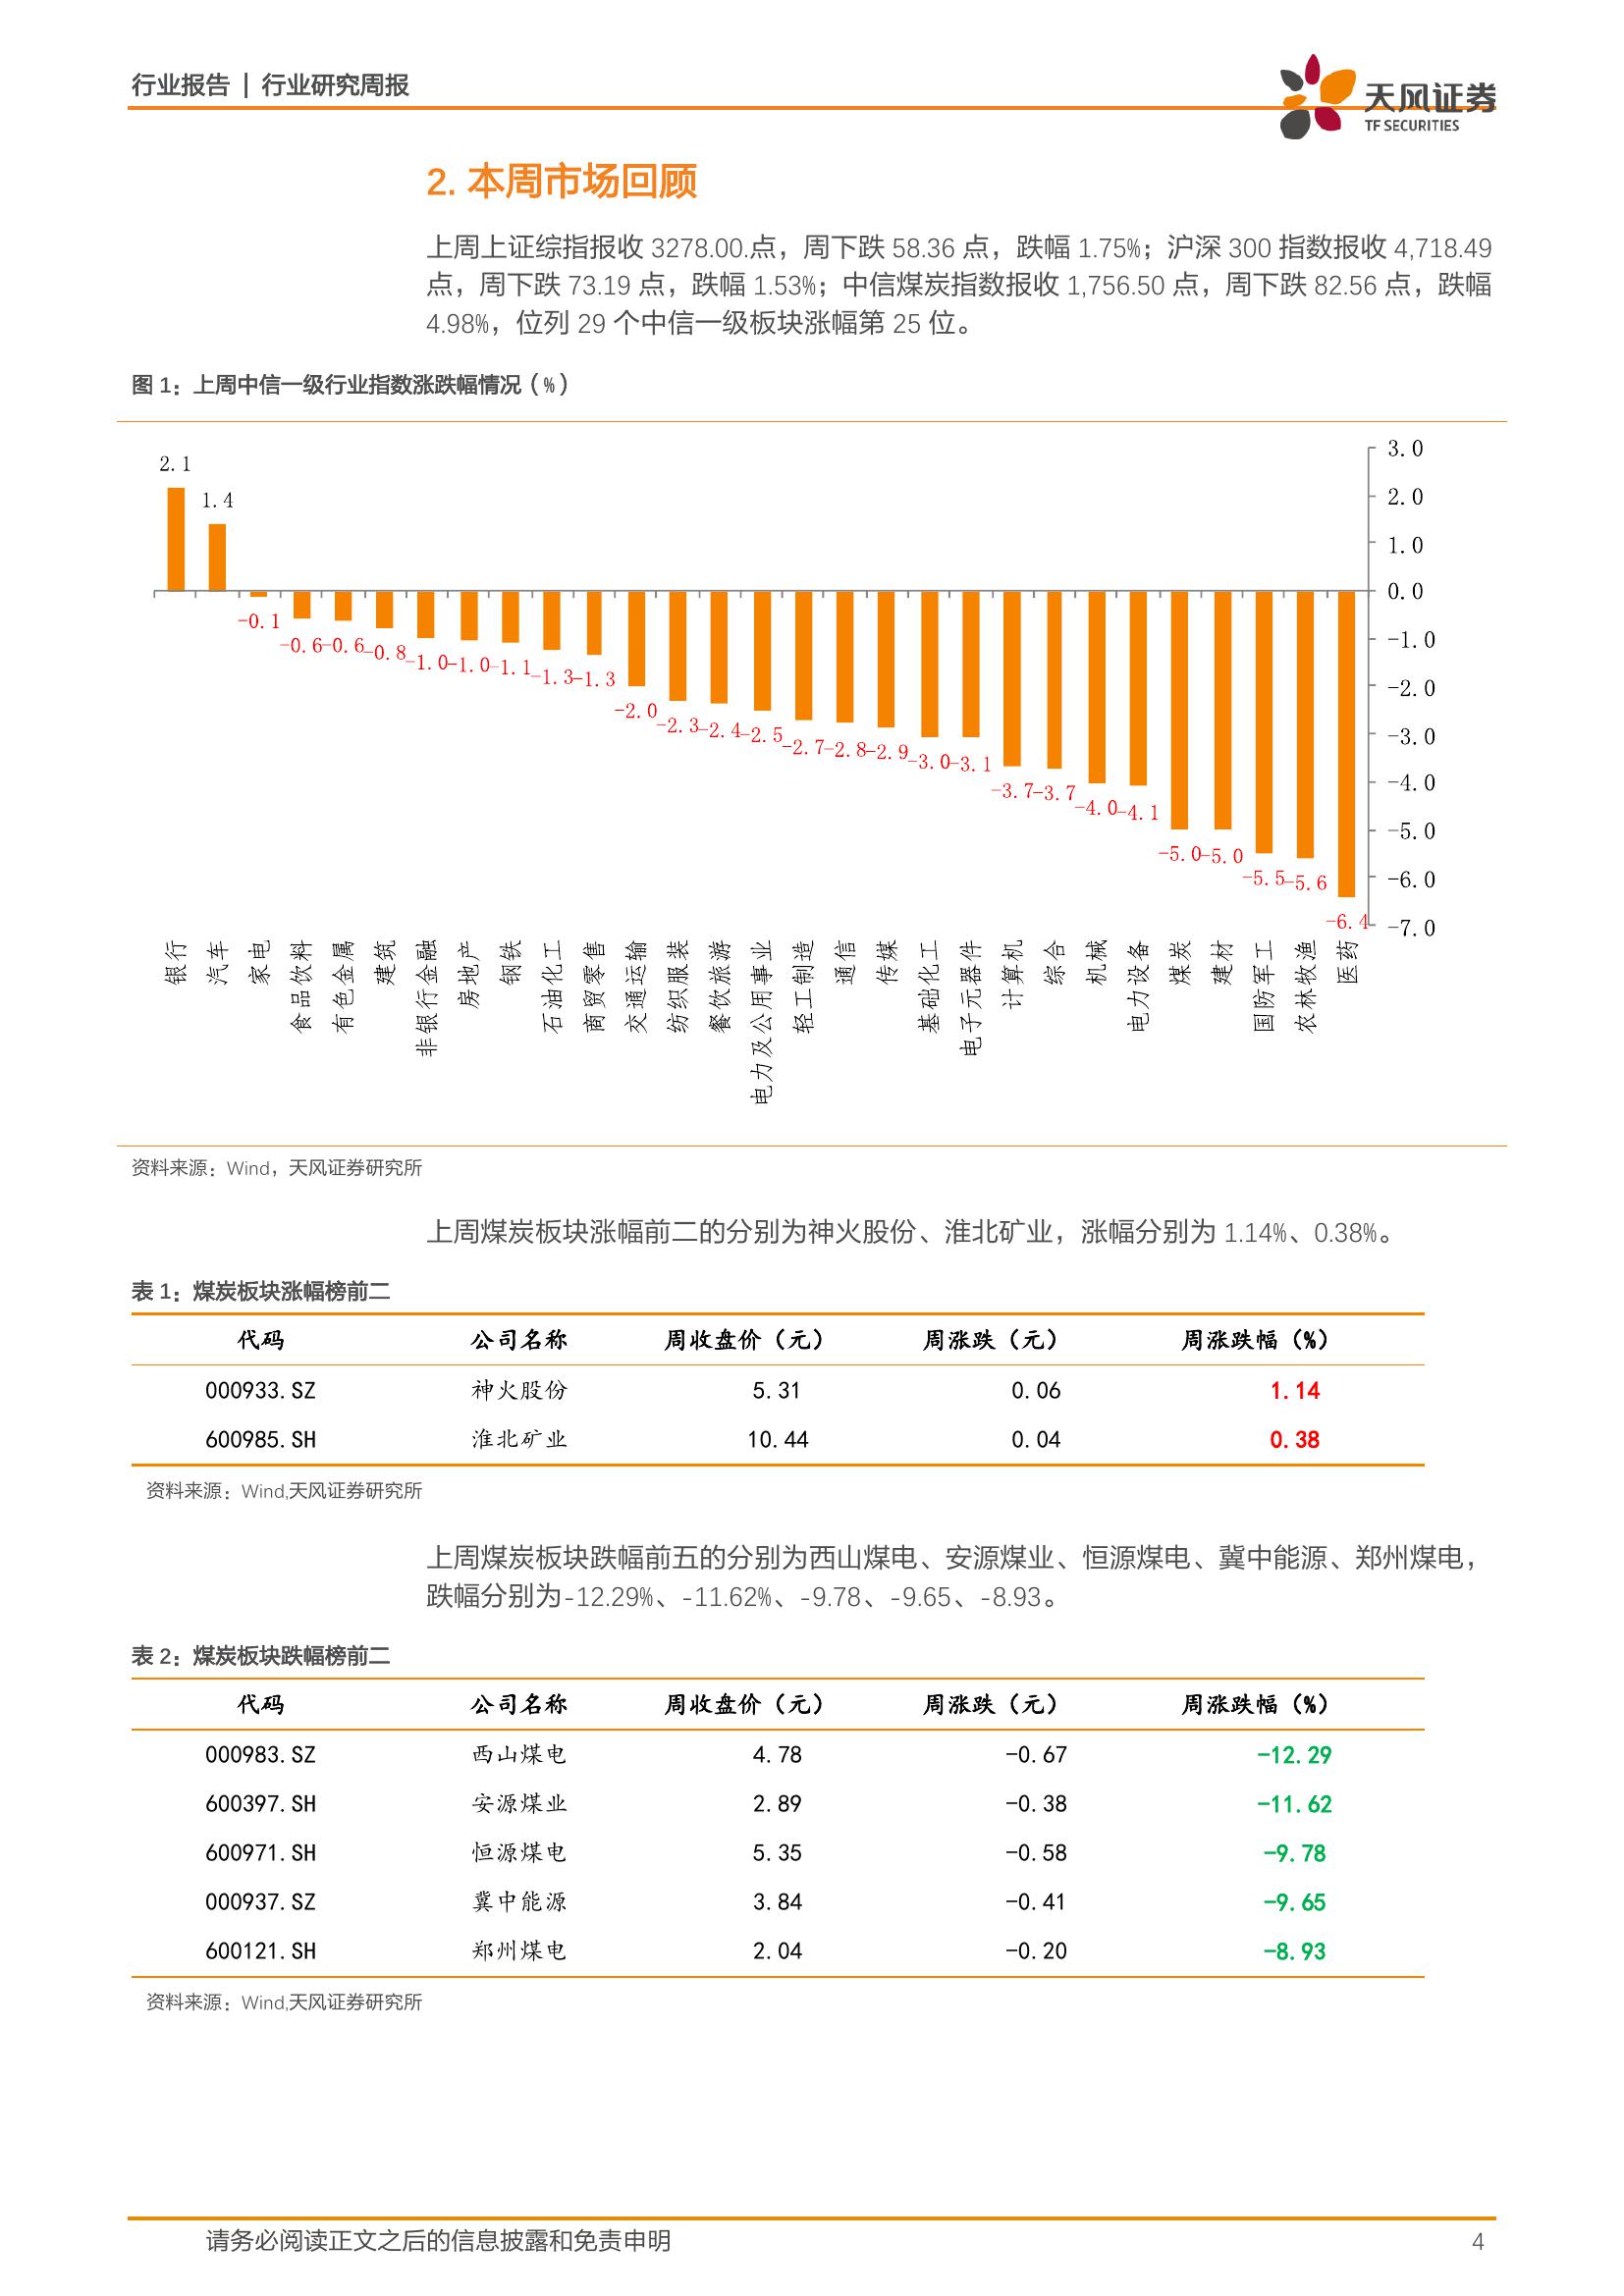 行业报告 | 行业研究周报
天风证券
TF SECURITIES
2. 本周市场回顾
上周上证综指报收 3278.00.点，周下跌 58.36 点，跌幅 1.75%；沪深 300 指数报收 4,718.49
点，周下跌 73.19 点，跌幅 1.53%；中信煤炭指数报收 1,756.50 点，周下跌 82.56 点，跌幅
4.98%，位列 29 个中信一级板块涨幅第 25 位。
图 1：上周中信一级行业指数涨跌幅情况（%）
2.1
1.4
-0.1
-0.6
-0.6
-0.8
-1.0
-1.0
-1.1
-1.3
-1.3
-2.0
-2.3
-2.4
-2.5
-2.7
-2.8
-2.9
-3.0
-3.1
-3.7
-3.7
-4.0
-4.1
-5.0
-5.0
-5.5
-5.6
-6.4
3.0
2.0
1.0
0.0
-1.0
-2.0
-3.0
-4.0
-5.0
-6.0
-7.0
银行
汽车
家电
食品饮料
有色金属
建筑
非银行金融
房地产
钢铁
石油化工
商贸零售
交通运输
纺织服装
餐饮旅游
电力及公用事业
轻工制造
通信
传媒
基础化工
电子元器件
计算机
综合
机械
电力设备
煤炭
建材
国防军工
农林牧渔
医药
资料来源：Wind，天风证券研究所
上周煤炭板块涨幅前二的分别为神火股份、淮北矿业，涨幅分别为 1.14%、0.38%。
表 1：煤炭板块涨幅榜前二
代码 公司名称 周收盘价（元） 周涨跌（元） 周涨跌幅（%）
000933.SZ 神火股份 5.31 0.06 1.14
600985.SH 淮北矿业 10.44 0.04 0.38
资料来源：Wind,天风证券研究所
上周煤炭板块跌幅前五的分别为西山煤电、安源煤业、恒源煤电、冀中能源、郑州煤电，
跌幅分别为-12.29%、-11.62%、-9.78、-9.65、-8.93。
表 2：煤炭板块跌幅榜前二
代码 公司名称 周收盘价（元） 周涨跌（元） 周涨跌幅（%）
000983.SZ 西山煤电 4.78 -0.67 -12.29
600397.SH 安源煤业 2.89 -0.38 -11.62
600971.SH 恒源煤电 5.35 -0.58 -9.78
000937.SZ 冀中能源 3.84 -0.41 -9.65
600121.SH 郑州煤电 2.04 -0.20 -8.93
资料来源：Wind,天风证券研究所
请务必阅读正文之后的信息披露和免责申明 4